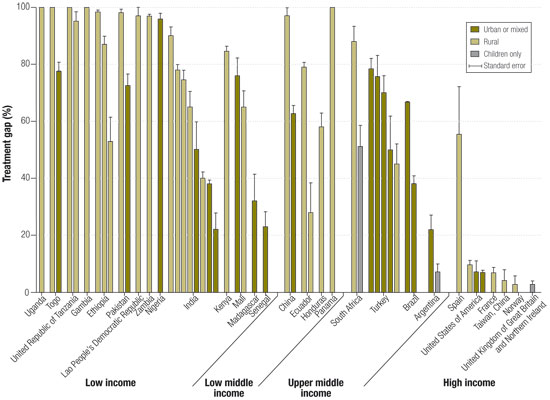 Treatment gap (%)
100
80
60
40
20
0
Urban or mixed
Rural
Children only
Standard error
Uganda
Togo
United Republic of Tanzania
Gambia
Ethiopia
Pakistan
Lao People's Democratic Republic
Zambia
Nigeria
India
Kenya
Mali
Madagascar
Senegal
China
Ecuador
Honduras
Panama
South Africa
Turkey
Brazil
Argentina
Spain
United States of America
France
Taiwan, China
Norway
United Kingdom of Great Britain
and Northern Ireland
Low income
Low middle
income
Upper middle
income
High income